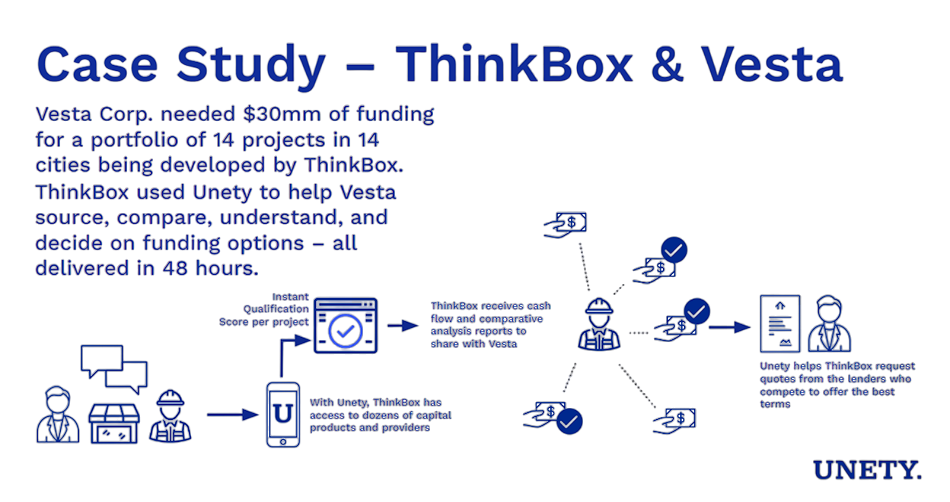 Case Study – ThinkBox & Vesta
Vesta Corp. needed $30mm of funding
for a portfolio of 14 projects in 14
cities being developed by ThinkBox.
ThinkBox used Unety to help Vesta
source, compare, understand, and
decide on funding options – all
delivered in 48 hours.
Instant
Qualification
Score per project
ThinkBox receives cash
flow and comparative
analysis reports to
share with Vesta
U
With Unety, ThinkBox has
access to dozens of capital
products and providers
$
$
$
$
$
Unety helps ThinkBox request
quotes from the lenders who
compete to offer the best
terms
UNETY.